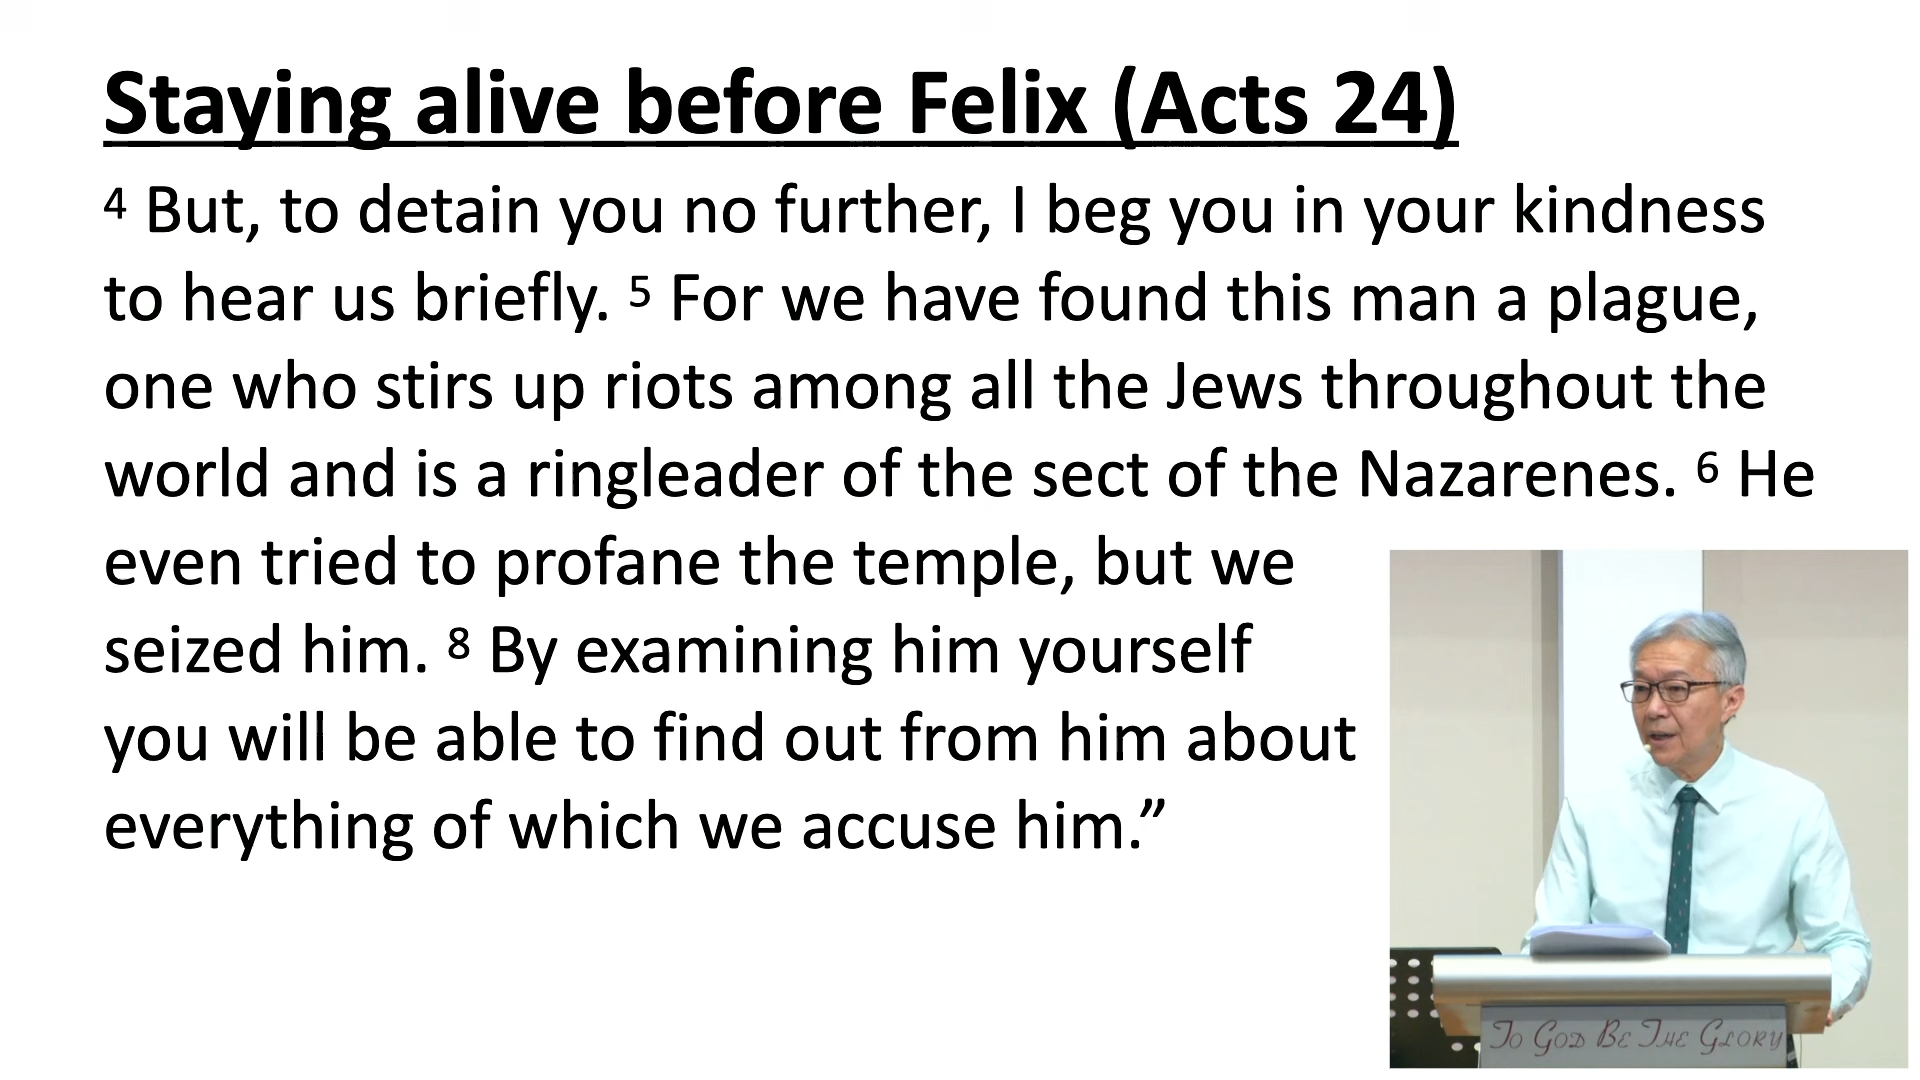 Staying alive before Felix (Acts 24)
4 But, to detain you no further, I beg you in your kindness
to hear us briefly. 5 For we have found this man a plague,
one who stirs up riots among all the Jews throughout the
world and is a ringleader of the sect of the Nazarenes. 6 He
even tried to profane the temple, but we
seized him. 8 By examining him yourself
you will be able to find out from him about
everything of which we accuse him.”
To God Be The Glory